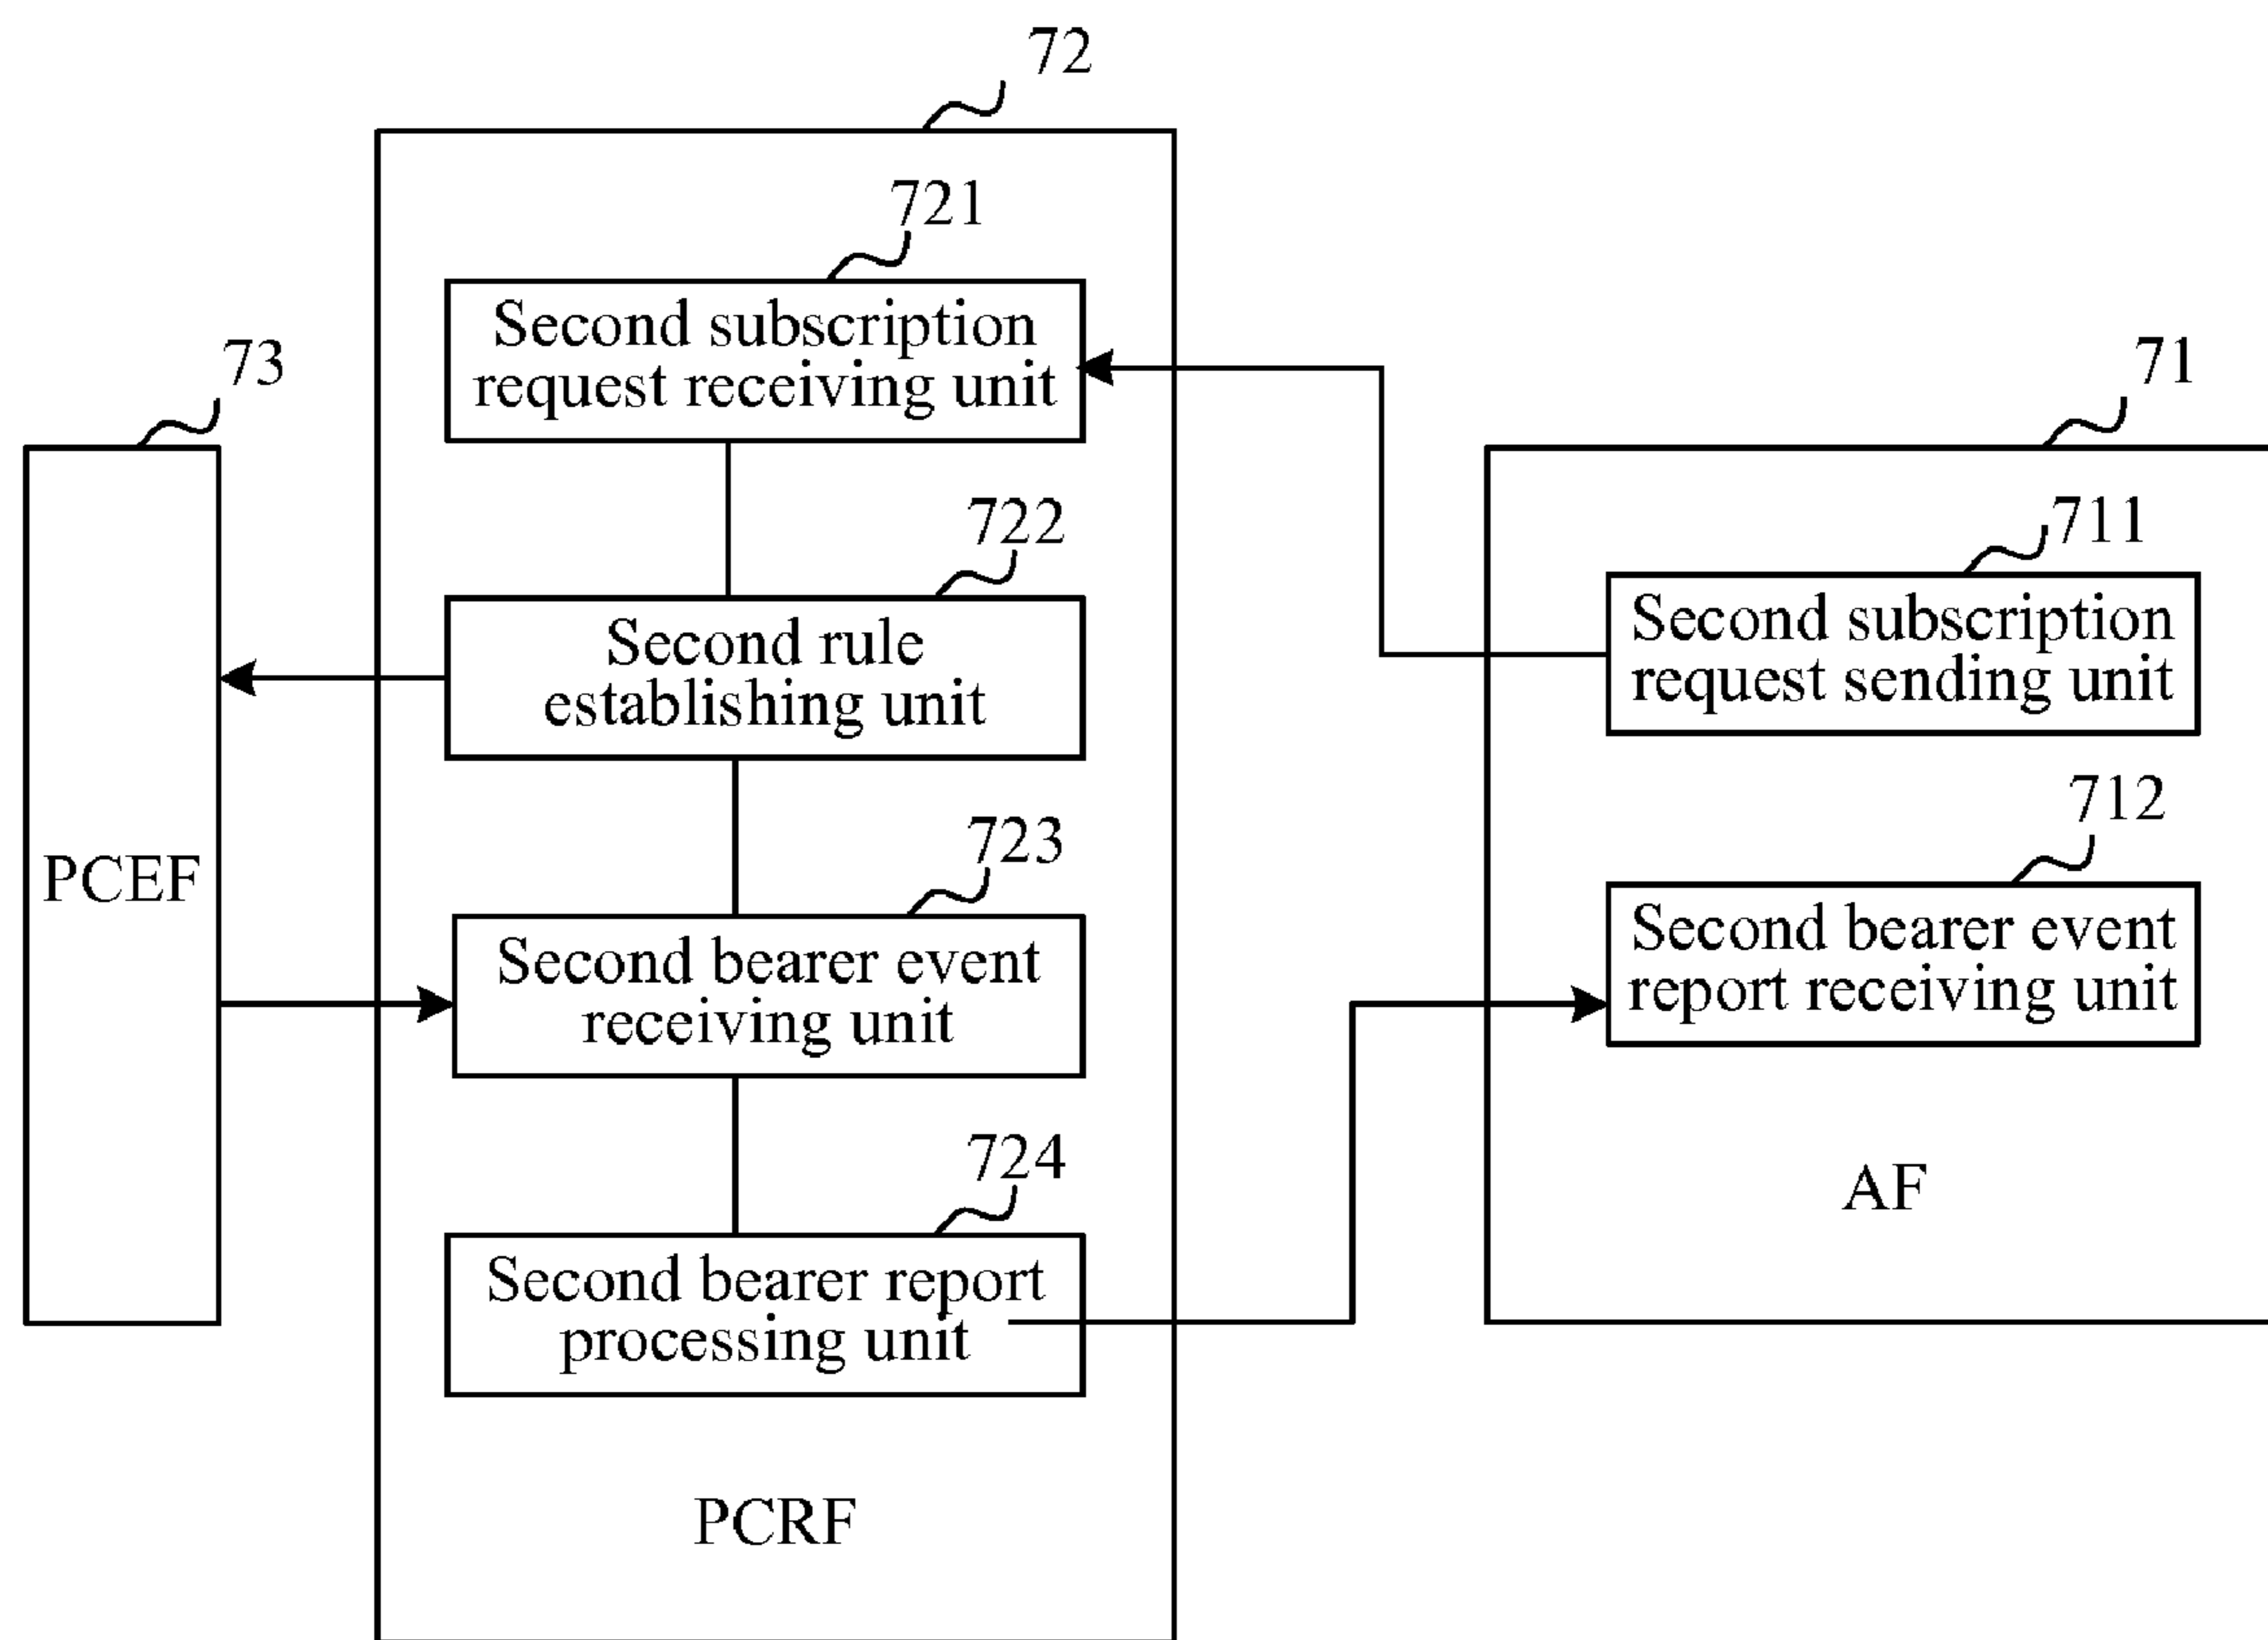 72
721
Second subscription
request receiving unit
73
71
722
711
Second rule
establishing unit
Second subscription
request sending unit
712
723
PCEF
Second bearer event
receiving unit
Second bearer event
report receiving unit
724
AF
Second bearer report
processing unit
PCRF